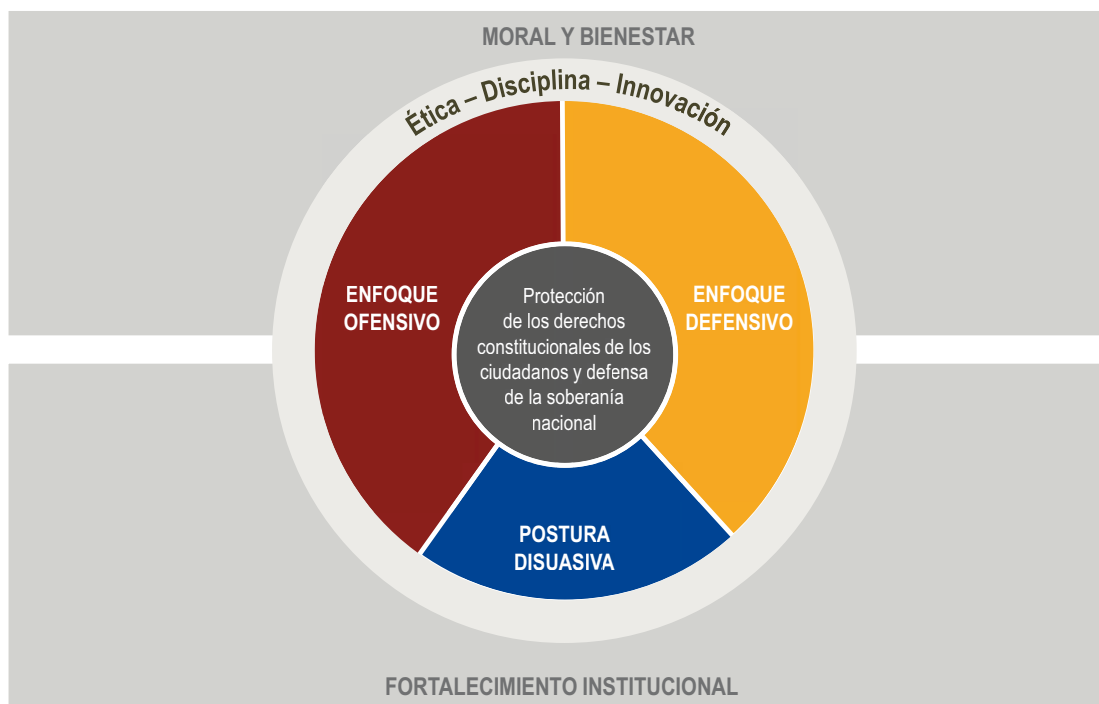 MORAL Y BIENESTAR
Ética – Disciplina – Innovación
ENFOQUE
OFENSIVO
Protección
de los derechos
constitucionales de los
ciudadanos y defensa
de la soberanía
nacional
ENFOQUE
DEFENSIVO
POSTURA
DISUASIVA
FORTALECIMIENTO INSTITUCIONAL